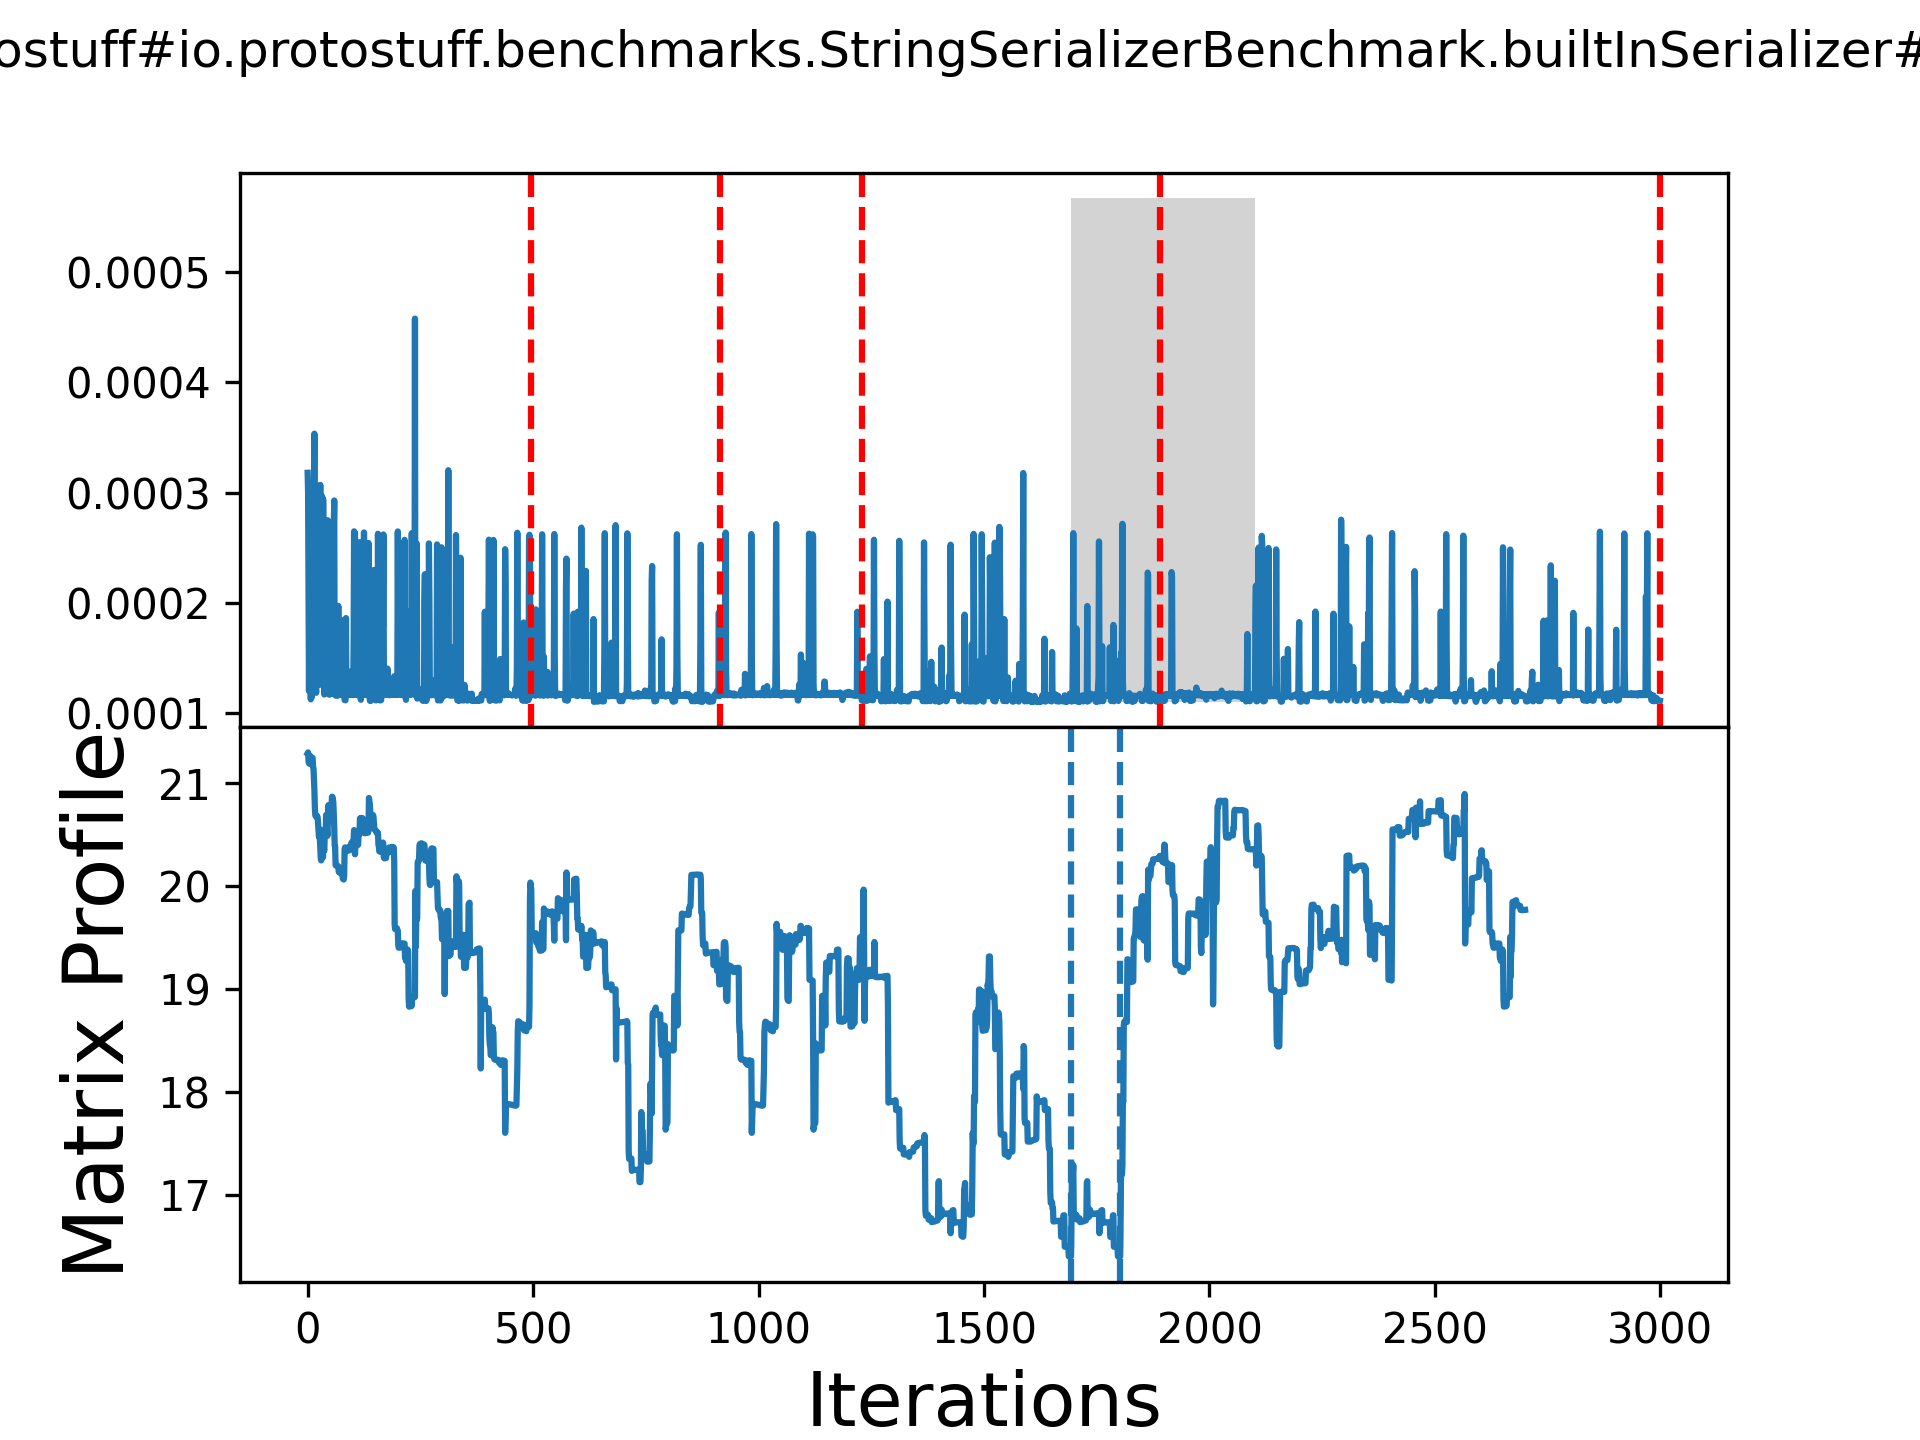 ostuff#io.protostuff.benchmarks.StringSerializerBenchmark.builtInSerializer#
0.0005
0.0004
0.0003
0.0002
0.0001
Matrix Profile
21
20
19
18
17
0 500 1000 1500 2000 2500 3000
Iterations